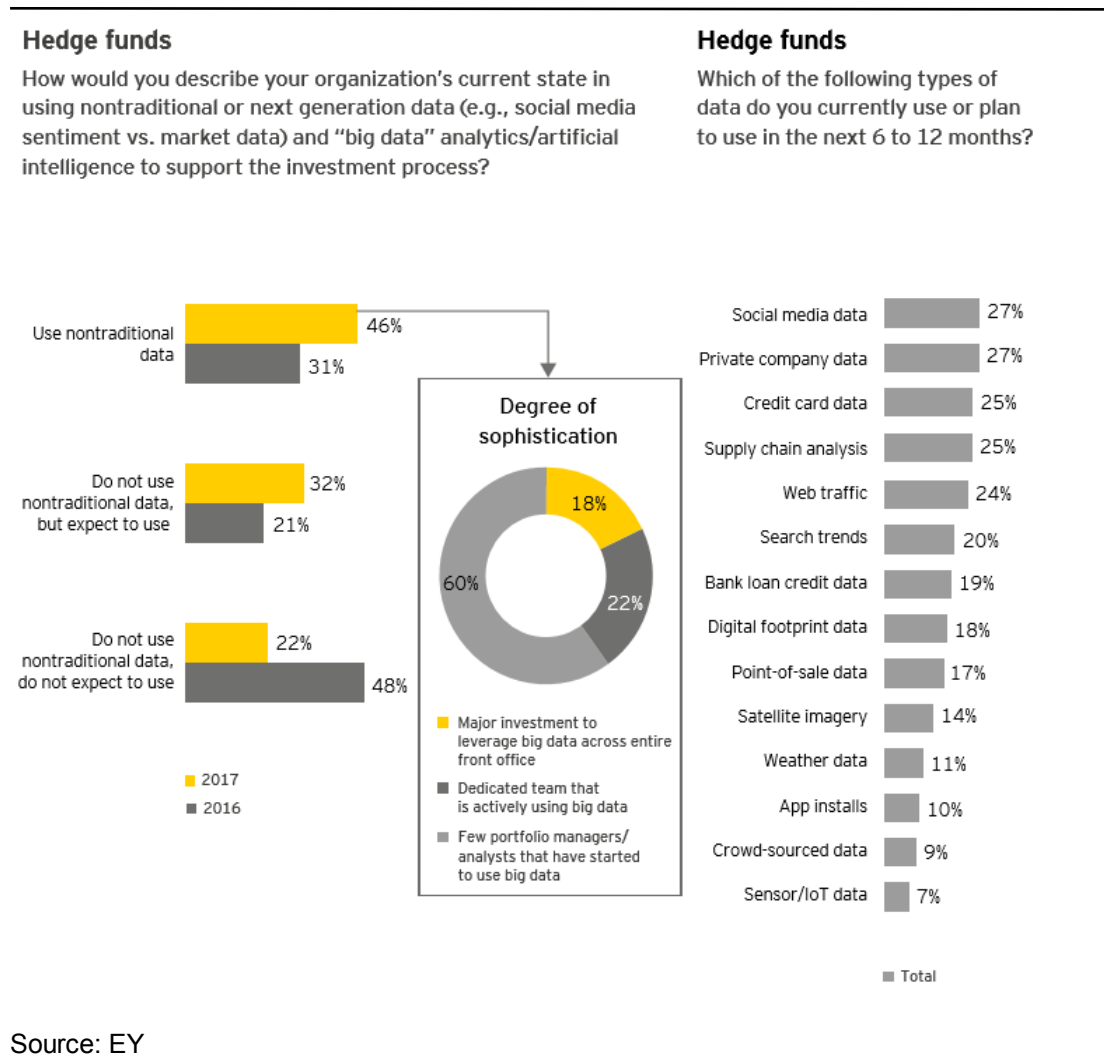 Hedge funds
How would you describe your organization's current state in
using nontraditional or next generation data (e.g., social media
sentiment vs. market data) and "big data" analytics/artificial
intelligence to support the investment process?
Use nontraditional
data
46%
31%
Do not use
nontraditional data,
but expect to use
32%
21%
Do not use
nontraditional data,
do not expect to use
22%
48%
2017
2016
Degree of
sophistication
18%
22%
60%
Major investment to
leverage big data across entire
front office
Dedicated team that
is actively using big data
Few portfolio managers/
analysts that have started
to use big data
Hedge funds
Which of the following types of
data do you currently use or plan
to use in the next 6 to 12 months?
Social media data 27%
Private company data 27%
Credit card data 25%
Supply chain analysis 25%
Web traffic 24%
Search trends 20%
Bank loan credit data 19%
Digital footprint data 18%
Point-of-sale data 17%
Satellite imagery 14%
Weather data 11%
App installs 10%
Crowd-sourced data 9%
Sensor/IoT data 7%
Total
Source: EY